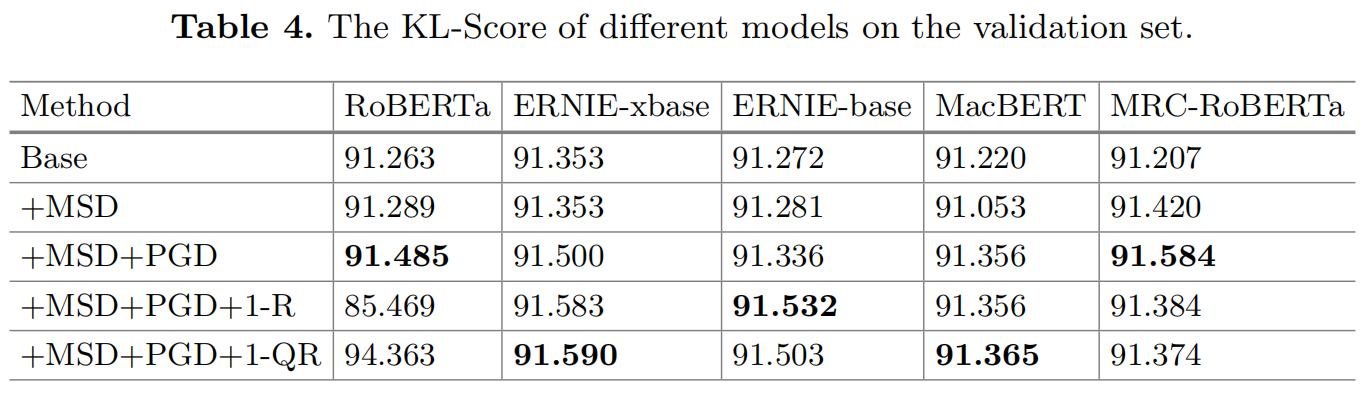 Table 4. The KL-Score of different models on the validation set.
Method RoBERTa ERNIE-xbase ERNIE-base MacBERT MRC-RoBERTa
Base 91.263 91.353 91.272 91.220 91.207
+MSD 91.289 91.353 91.281 91.053 91.420
+MSD+PGD 91.485 91.500 91.336 91.356 91.584
+MSD+PGD+1-R 85.469 91.583 91.532 91.356 91.384
+MSD+PGD+1-QR 94.363 91.590 91.503 91.365 91.374